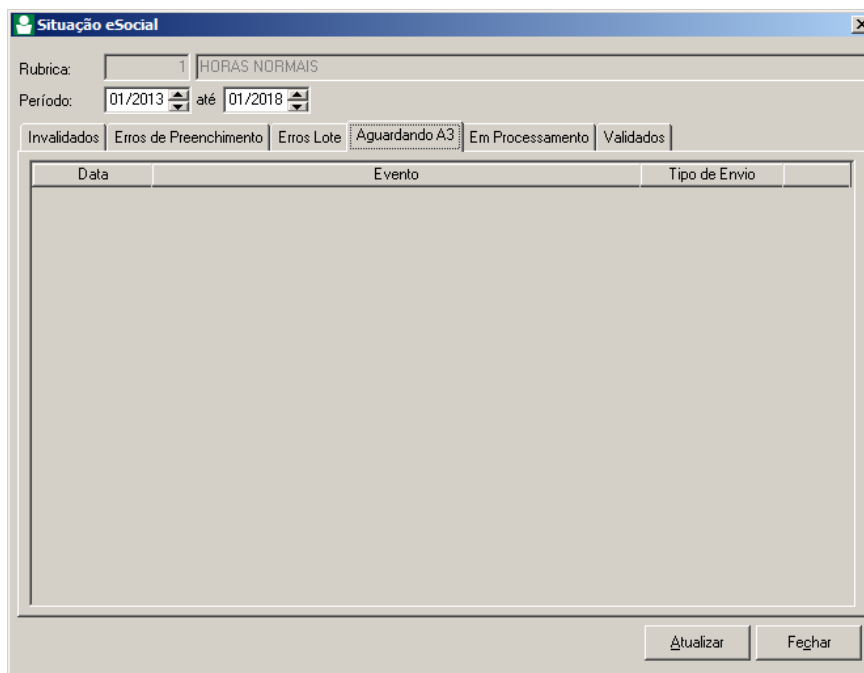 Situação eSocial
Rubrica: 1 HORAS NORMAIS
Período: 01/2013 até 01/2018
Invalidados Erros de Preenchimento Erros Lote Aguardando A3 Em Processamento Validados
Data Evento Tipo de Envio
Atualizar Fechar